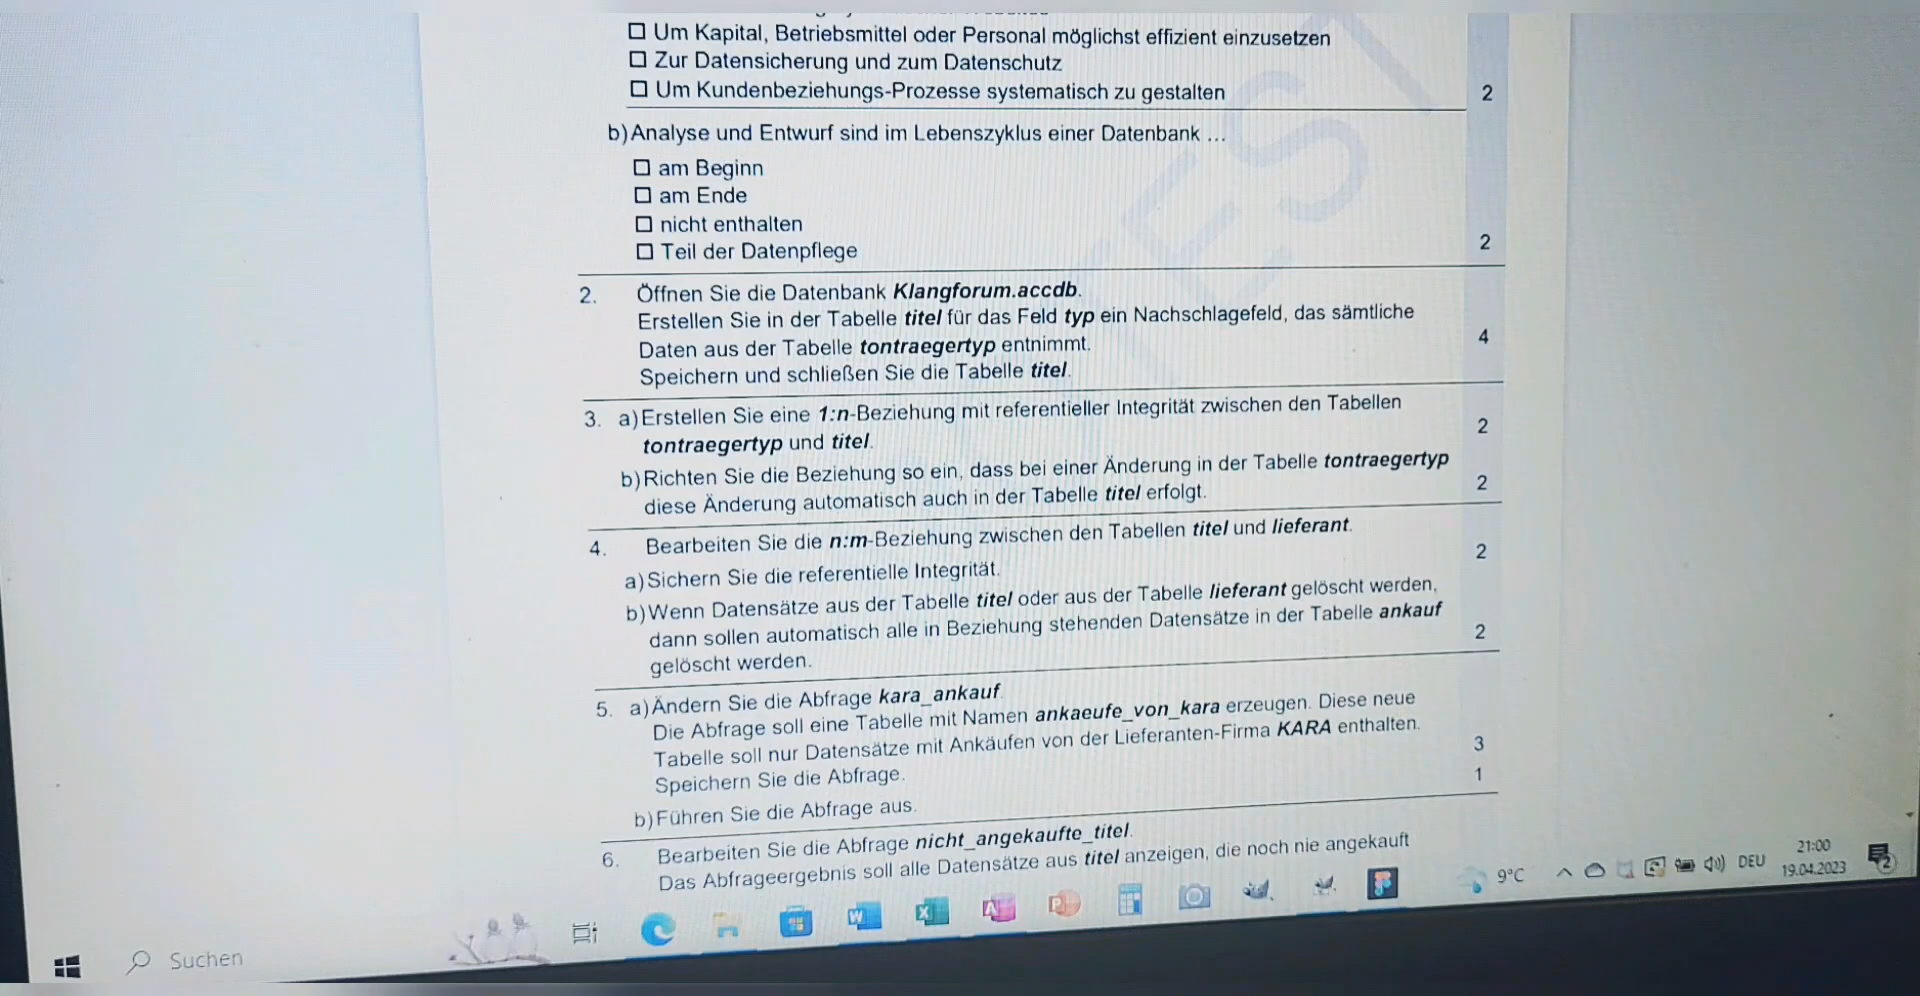 ☐ Um Kapital, Betriebsmittel oder Personal möglichst effizient einzusetzen
☐ Zur Datensicherung und zum Datenschutz
☐ Um Kundenbeziehungs-Prozesse systematisch zu gestalten 2
b) Analyse und Entwurf sind im Lebenszyklus einer Datenbank ...
☐ am Beginn
☐ am Ende
☐ nicht enthalten
☐ Teil der Datenpflege 2
2. Öffnen Sie die Datenbank Klangforum.accdb.
Erstellen Sie in der Tabelle titel für das Feld typ ein Nachschlagefeld, das sämtliche
Daten aus der Tabelle tontraegertyp entnimmt. 4
Speichern und schließen Sie die Tabelle titel.
3. a) Erstellen Sie eine 1:n-Beziehung mit referentieller Integrität zwischen den Tabellen
tontraegertyp und titel. 2
b) Richten Sie die Beziehung so ein, dass bei einer Änderung in der Tabelle tontraegertyp
diese Änderung automatisch auch in der Tabelle titel erfolgt. 2
4. Bearbeiten Sie die n:m-Beziehung zwischen den Tabellen titel und lieferant.
a) Sichern Sie die referentielle Integrität. 2
b) Wenn Datensätze aus der Tabelle titel oder aus der Tabelle lieferant gelöscht werden,
dann sollen automatisch alle in Beziehung stehenden Datensätze in der Tabelle ankauf
gelöscht werden. 2
5. a) Ändern Sie die Abfrage kara_ankauf.
Die Abfrage soll eine Tabelle mit Namen ankaeufe_von_kara erzeugen. Diese neue
Tabelle soll nur Datensätze mit Ankäufen von der Lieferanten-Firma KARA enthalten.
Speichern Sie die Abfrage. 3
b) Führen Sie die Abfrage aus. 1
6. Bearbeiten Sie die Abfrage nicht_angekaufte_titel.
Das Abfrageergebnis soll alle Datensätze aus titel anzeigen, die noch nie angekauft
TEST
9°C
DEU
21:00
19.04.2023
2
Suchen
W
X
A
P